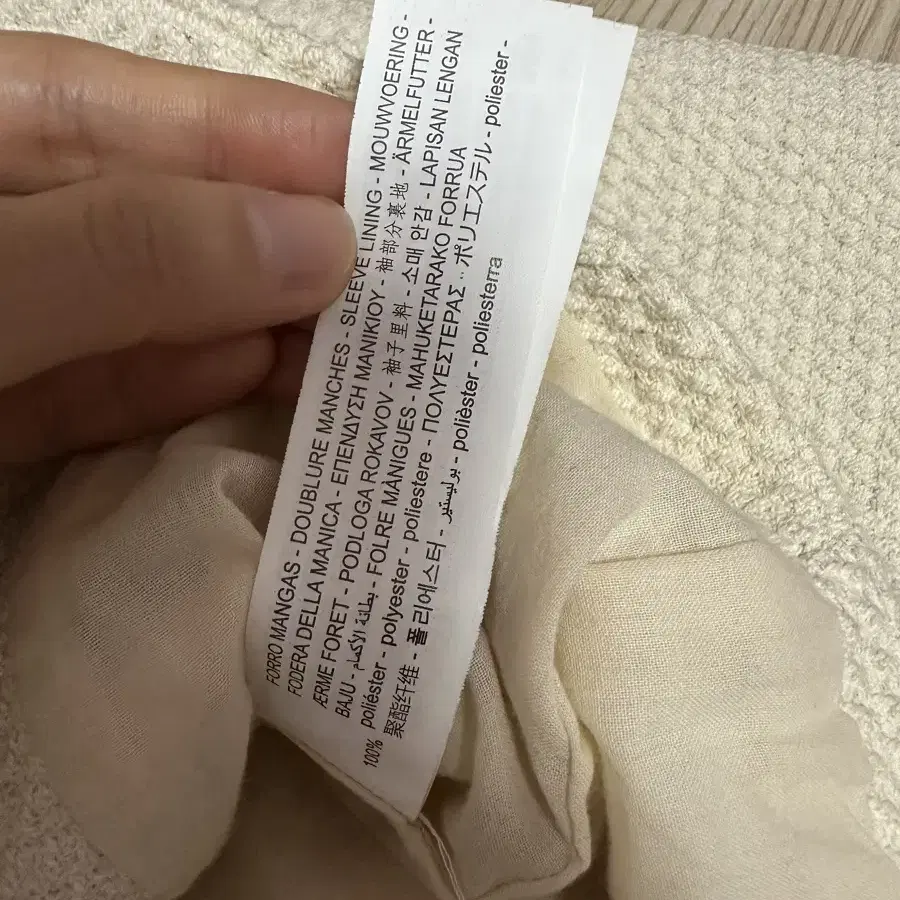 FORRO MANGAS - DOUBLURE MANCHES - SLEEVE LINING - MOUWVOERING -
FODERA DELLA MANICA - ΕΠΕΝΔΥΣΗ ΜΑΝΙΚΙΟΥ - 袖部分裏地 - ÄRMELFUTTER -
ÆRME FORET - PODLOGA ROKAVOV - 袖子里料 - 소매 안감 - LAPISAN LENGAN
BAJU - بطانة الأكمام - FOLRE MÀNIGUES - MAHUKETARAKO FORRUA
100% poliéster - polyester - poliestere - ΠΟΛΥΕΣΤΕΡΑΣ - ポリエステル - poliester -
聚酯纤维 - 폴리에스터 - بوليستير - polièster - poliesterra